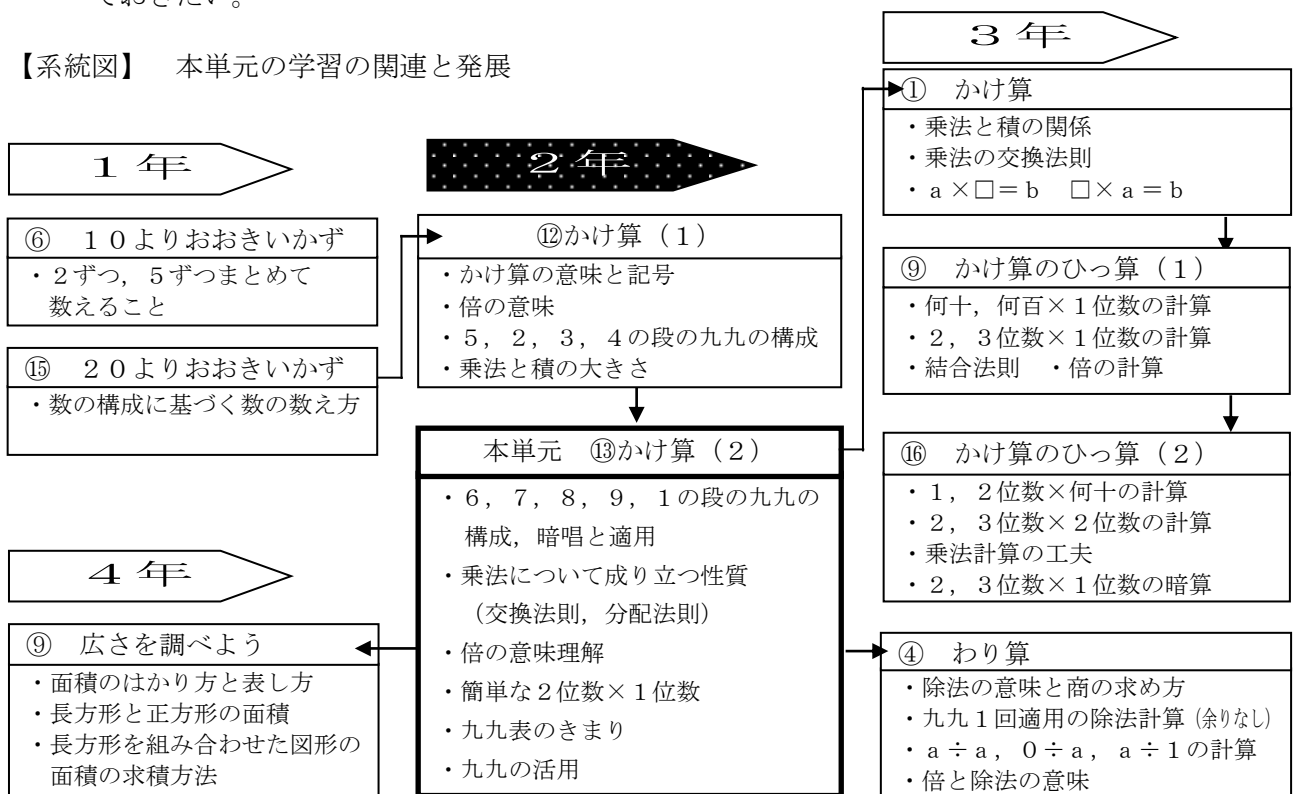 ておきたい。
【系統図】　本単元の学習の関連と発展
１年
⑥　１０よりおおきいかず
・２ずつ，５ずつまとめて
数えること
⑮　２０よりおおきいかず
・数の構成に基づく数の数え方
２年
⑫かけ算（１）
・かけ算の意味と記号
・倍の意味
・５，２，３，４の段の九九の構成
・乗法と積の大きさ
本単元　⑬かけ算（２）
・６，７，８，９，１の段の九九の
構成，暗唱と適用
・乗法について成り立つ性質
（交換法則，分配法則）
・倍の意味理解
・簡単な２位数×１位数
・九九表のきまり
・九九の活用
３年
①　かけ算
・乗法と積の関係
・乗法の交換法則
・ａ×□＝ｂ　□×ａ＝ｂ
⑨　かけ算のひっ算（１）
・何十，何百×１位数の計算
・２，３位数×１位数の計算
・結合法則　・倍の計算
⑯　かけ算のひっ算（２）
・１，２位数×何十の計算
・２，３位数×２位数の計算
・乗法計算の工夫
・２，３位数×１位数の暗算
④　わり算
・除法の意味と商の求め方
・九九１回適用の除法計算（余りなし）
・ａ÷ａ，０÷ａ，ａ÷１の計算
・倍と除法の意味
４年
⑨　広さを調べよう
・面積のはかり方と表し方
・長方形と正方形の面積
・長方形を組み合わせた図形の
面積の求積方法